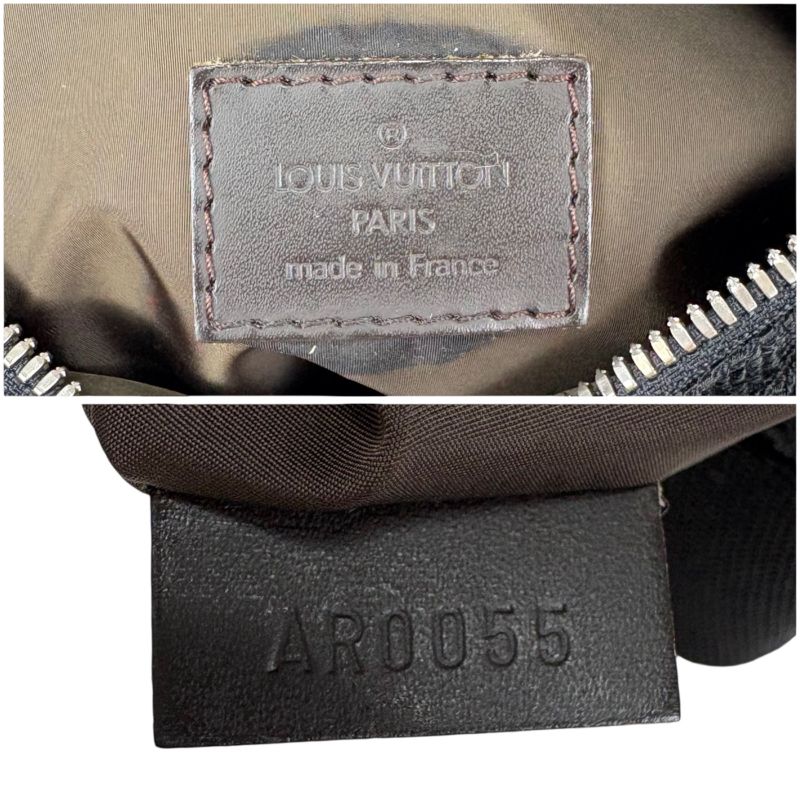 ®
LOUIS VUITTON
PARIS
made in France
AR0055